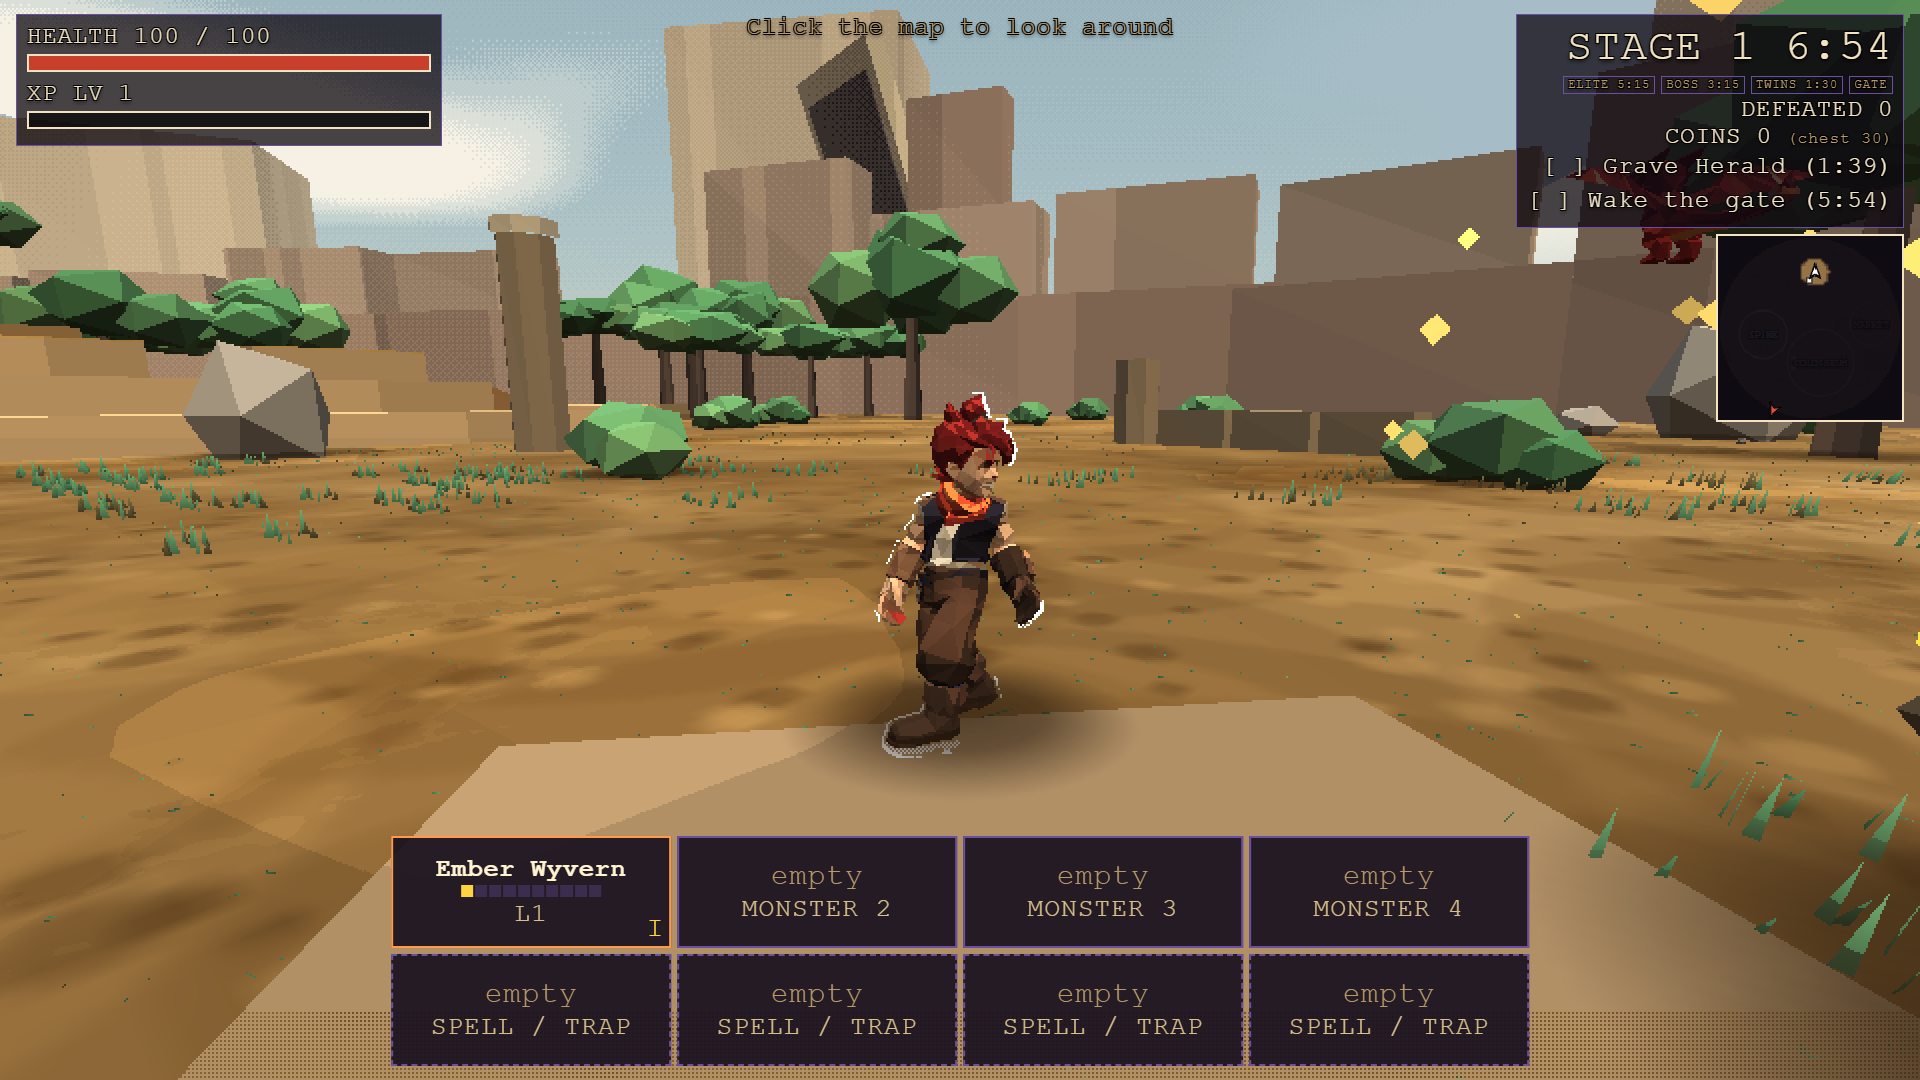 HEALTH 100 / 100
XP LV 1
Click the map to look around
STAGE 1 6:54
ELITE 5:15 BOSS 3:15 TWINS 1:30 GATE
DEFEATED 0
COINS 0 (chest 30)
[ ] Grave Herald (1:39)
[ ] Wake the gate (5:54)
Ember Wyvern
L1
I
empty
MONSTER 2
empty
MONSTER 3
empty
MONSTER 4
empty
SPELL / TRAP
empty
SPELL / TRAP
empty
SPELL / TRAP
empty
SPELL / TRAP